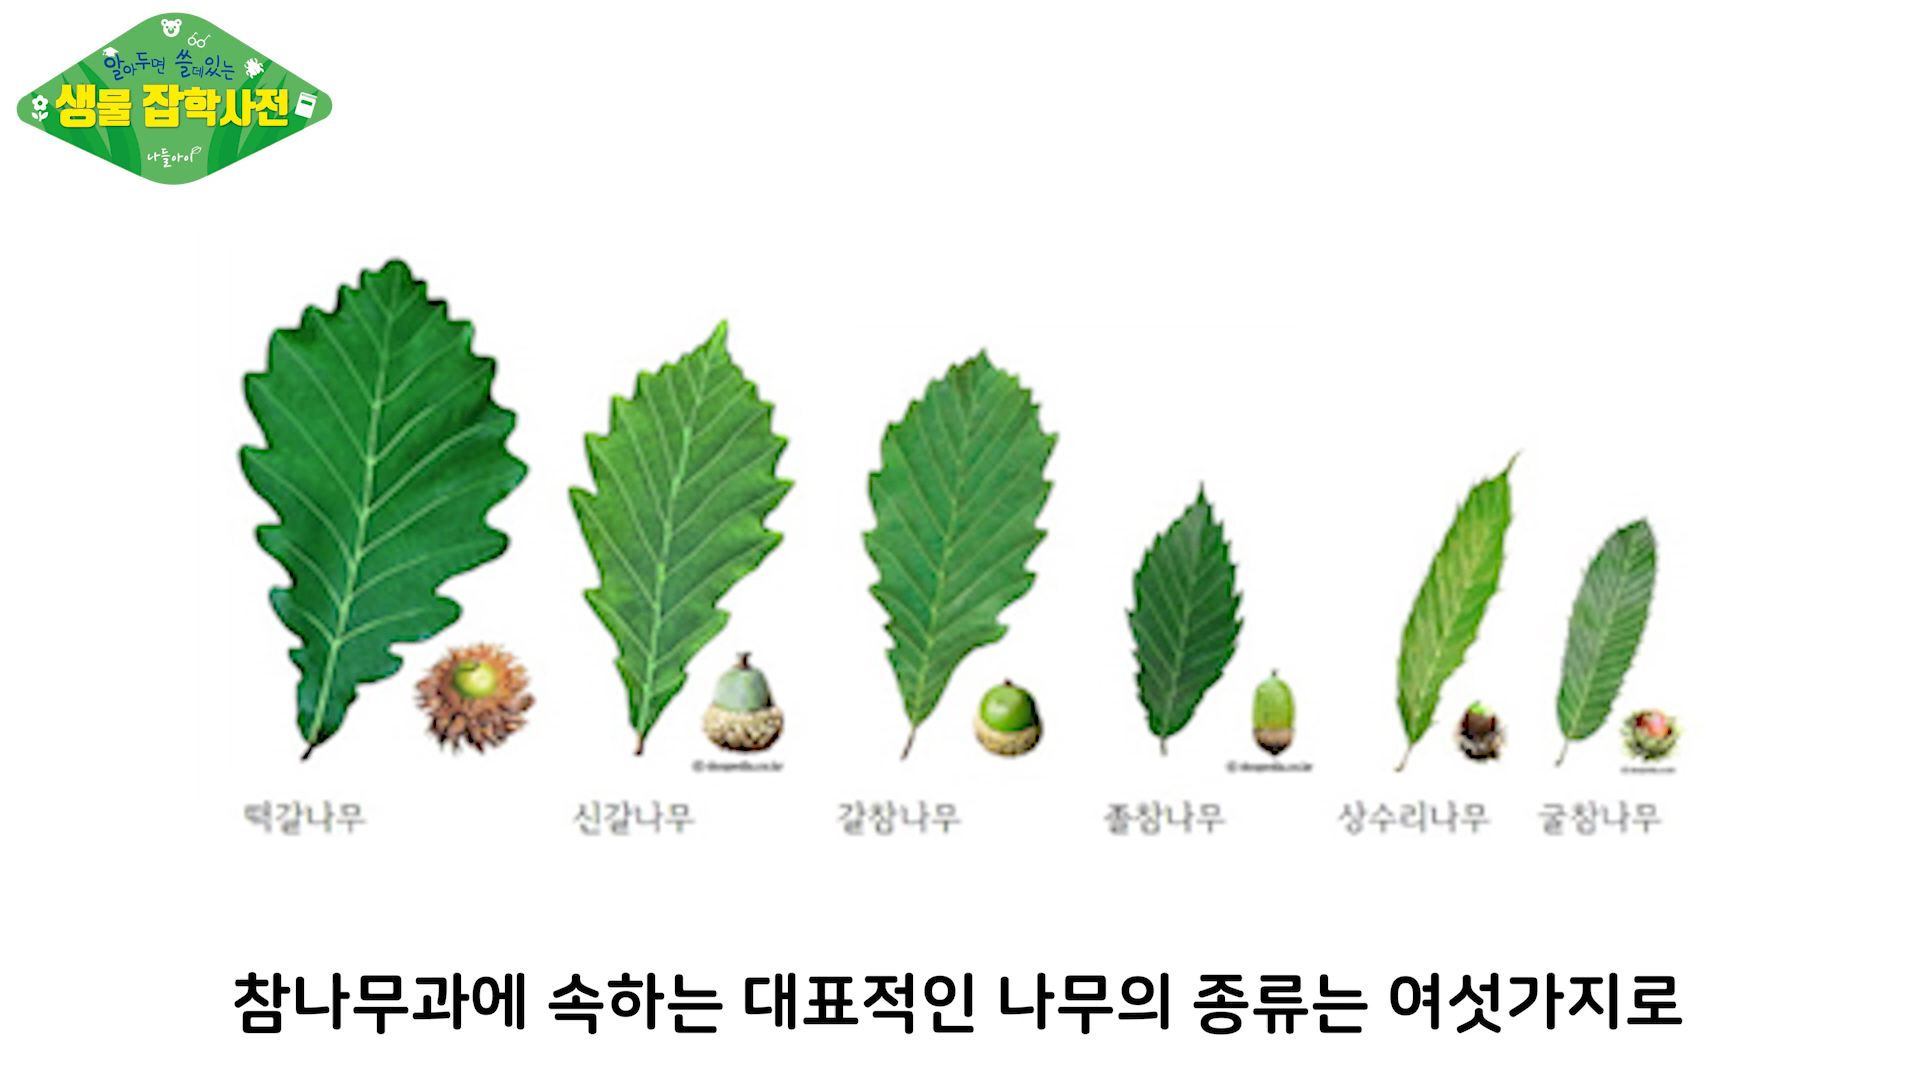 알아두면 쓸데있는
생물 잡학사전
나들아이
떡갈나무 신갈나무 갈참나무 졸참나무 상수리나무 굴참나무
참나무과에 속하는 대표적인 나무의 종류는 여섯가지로